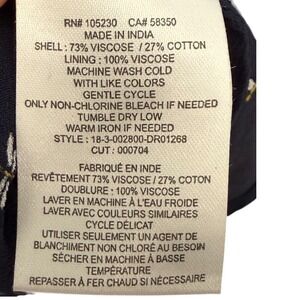 RN# 105230 CA# 58350
MADE IN INDIA
SHELL : 73% VISCOSE / 27% COTTON
LINING : 100% VISCOSE
MACHINE WASH COLD
WITH LIKE COLORS
GENTLE CYCLE
ONLY NON-CHLORINE BLEACH IF NEEDED
TUMBLE DRY LOW
WARM IRON IF NEEDED
STYLE : 18-3-002800-DR01268
CUT : 000704
FABRIQUÉ EN INDE
REVÊTEMENT 73% VISCOSE / 27% COTTON
DOUBLURE : 100% VISCOSE
LAVER EN MACHINE À L'EAU FROIDE
LAVER AVEC COULEURS SIMILAIRES
CYCLE DÉLICAT
UTILISER SEULEMENT UN AGENT DE
BLANCHIMENT NON CHLORÉ AU BESOIN
SÉCHER EN MACHINE À BASSE
TEMPÉRATURE
REPASSER À FER CHAUD SI NÉCESSAIRE